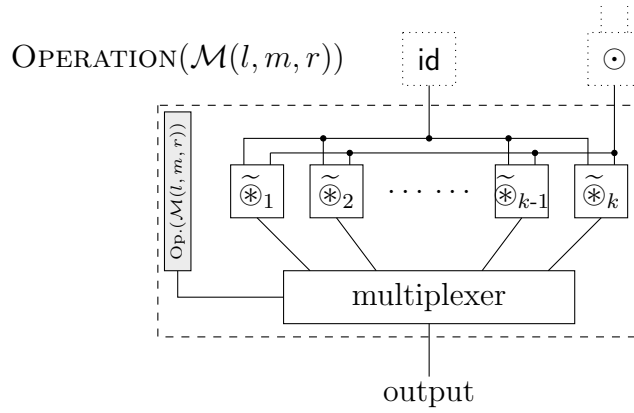 OPERATION(ℳ(l, m, r))
id
⊙
Op.(ℳ(l, m, r))
⊛̃₁ ⊛̃₂ ⋯⋯ ⋯⋯ ⊛̃ₖ₋₁ ⊛̃ₖ
multiplexer
output